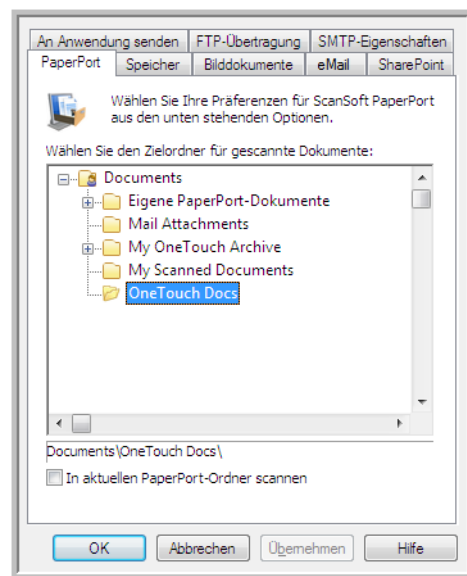 An Anwendung senden FTP-Übertragung SMTP-Eigenschaften
PaperPort Speicher Bilddokumente eMail SharePoint
Wählen Sie Ihre Präferenzen für ScanSoft PaperPort
aus den unten stehenden Optionen.
Wählen Sie den Zielordner für gescannte Dokumente:
Documents
Eigene PaperPort-Dokumente
Mail Attachments
My OneTouch Archive
My Scanned Documents
OneTouch Docs
Documents\OneTouch Docs\
In aktuellen PaperPort-Ordner scannen
OK Abbrechen Übernehmen Hilfe